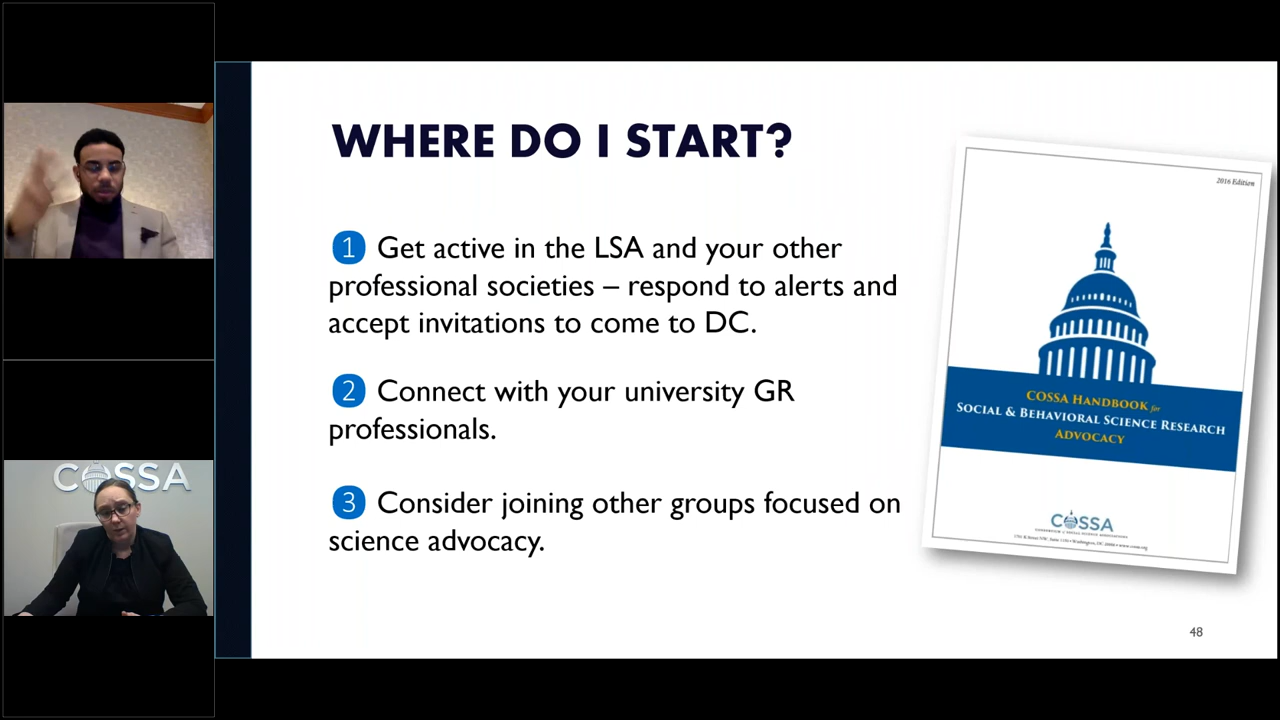 COSSA
WHERE DO I START?
1 Get active in the LSA and your other
professional societies – respond to alerts and
accept invitations to come to DC.
2 Connect with your university GR
professionals.
3 Consider joining other groups focused on
science advocacy.
2016 Edition
COSSA HANDBOOK for
SOCIAL & BEHAVIORAL SCIENCE RESEARCH
ADVOCACY
COSSA
48